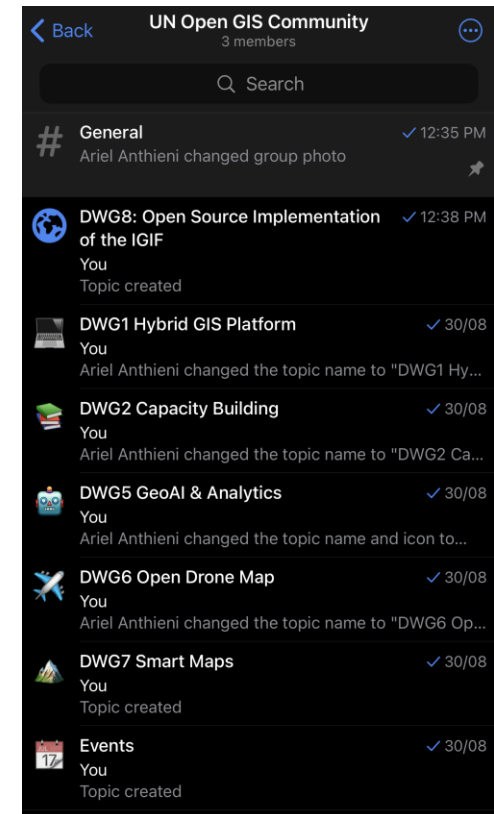 Back
UN Open GIS Community
3 members
Search
General
12:35 PM
Ariel Anthieni changed group photo
DWG8: Open Source Implementation
of the IGIF
12:38 PM
You
Topic created
DWG1 Hybrid GIS Platform
30/08
You
Ariel Anthieni changed the topic name to "DWG1 Hy...
DWG2 Capacity Building
30/08
You
Ariel Anthieni changed the topic name to "DWG2 Ca...
DWG5 GeoAI & Analytics
30/08
You
Ariel Anthieni changed the topic name and icon to...
DWG6 Open Drone Map
30/08
You
Ariel Anthieni changed the topic name to "DWG6 Op...
DWG7 Smart Maps
30/08
You
Topic created
17
Events
30/08
You
Topic created